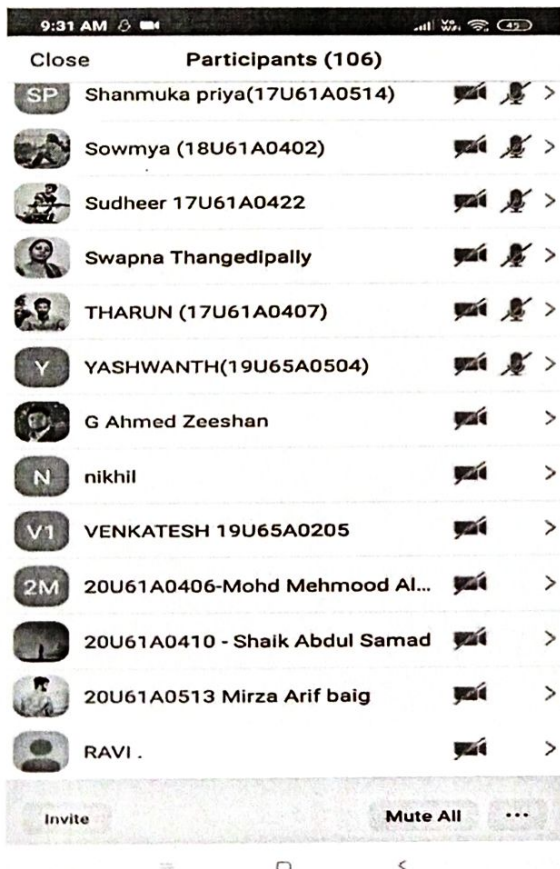 9:31 AM VoWiFi 45
Close Participants (106)
SP Shanmuka priya(17U61A0514)
Sowmya (18U61A0402)
Sudheer 17U61A0422
Swapna Thangedipally
THARUN (17U61A0407)
Y YASHWANTH(19U65A0504)
G Ahmed Zeeshan
N nikhil
V1 VENKATESH 19U65A0205
2M 20U61A0406-Mohd Mehmood Al...
20U61A0410 - Shaik Abdul Samad
20U61A0513 Mirza Arif baig
RAVI .
Invite Mute All ...